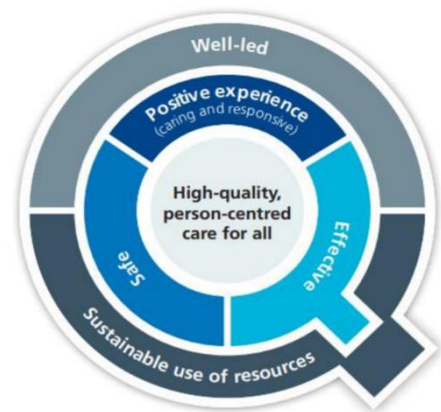 Well-led
Positive experience
(caring and responsive)
High-quality,
person-centred
care for all
Safe
Effective
Sustainable use of resources